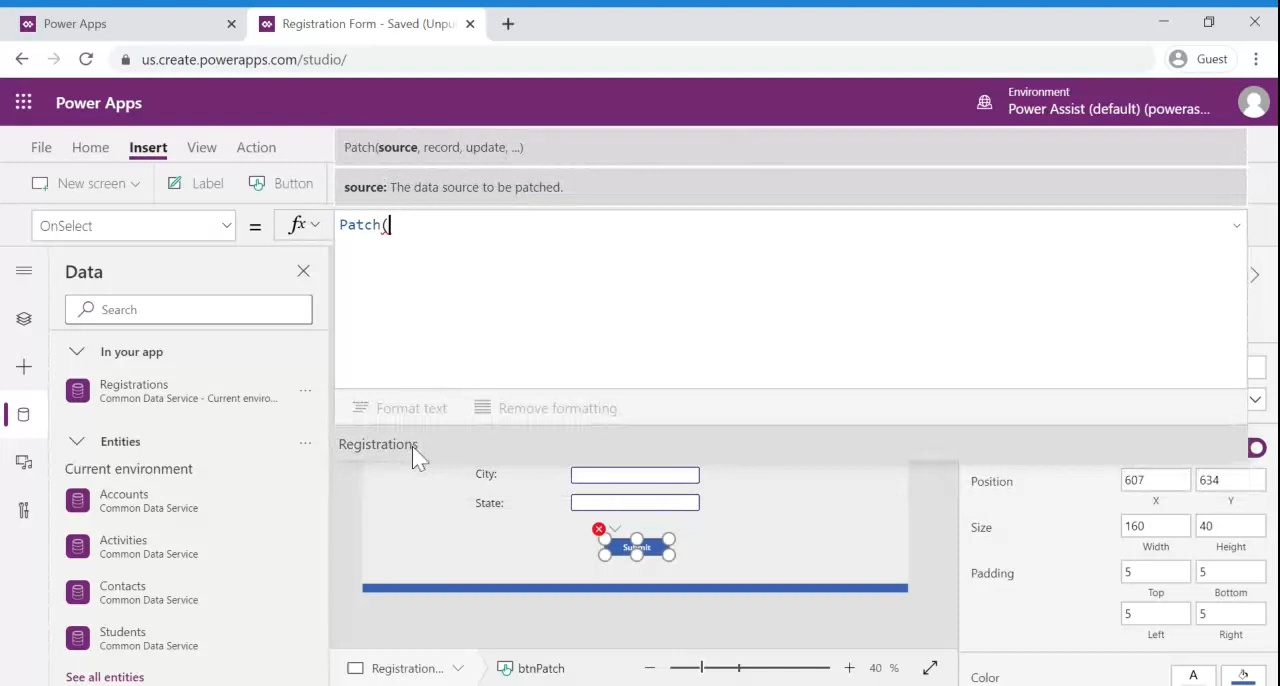 Power Apps
Registration Form - Saved (Unpu
us.create.powerapps.com/studio/
Guest
Power Apps
Environment
Power Assist (default) (poweras...
File Home Insert View Action
Patch(source, record, update, ...)
New screen Label Button
source: The data source to be patched.
OnSelect = fx Patch(
Data
Search
In your app
Registrations
Common Data Service - Current enviro...
Format text Remove formatting
Entities
Registrations
Current environment
Accounts
Common Data Service
Activities
Common Data Service
Contacts
Common Data Service
Students
Common Data Service
See all entities
City:
State:
Submit
Position 607 634
X Y
Size 160 40
Width Height
Padding 5 5
Top Bottom
5 5
Left Right
Color A
Registration... btnPatch
40 %